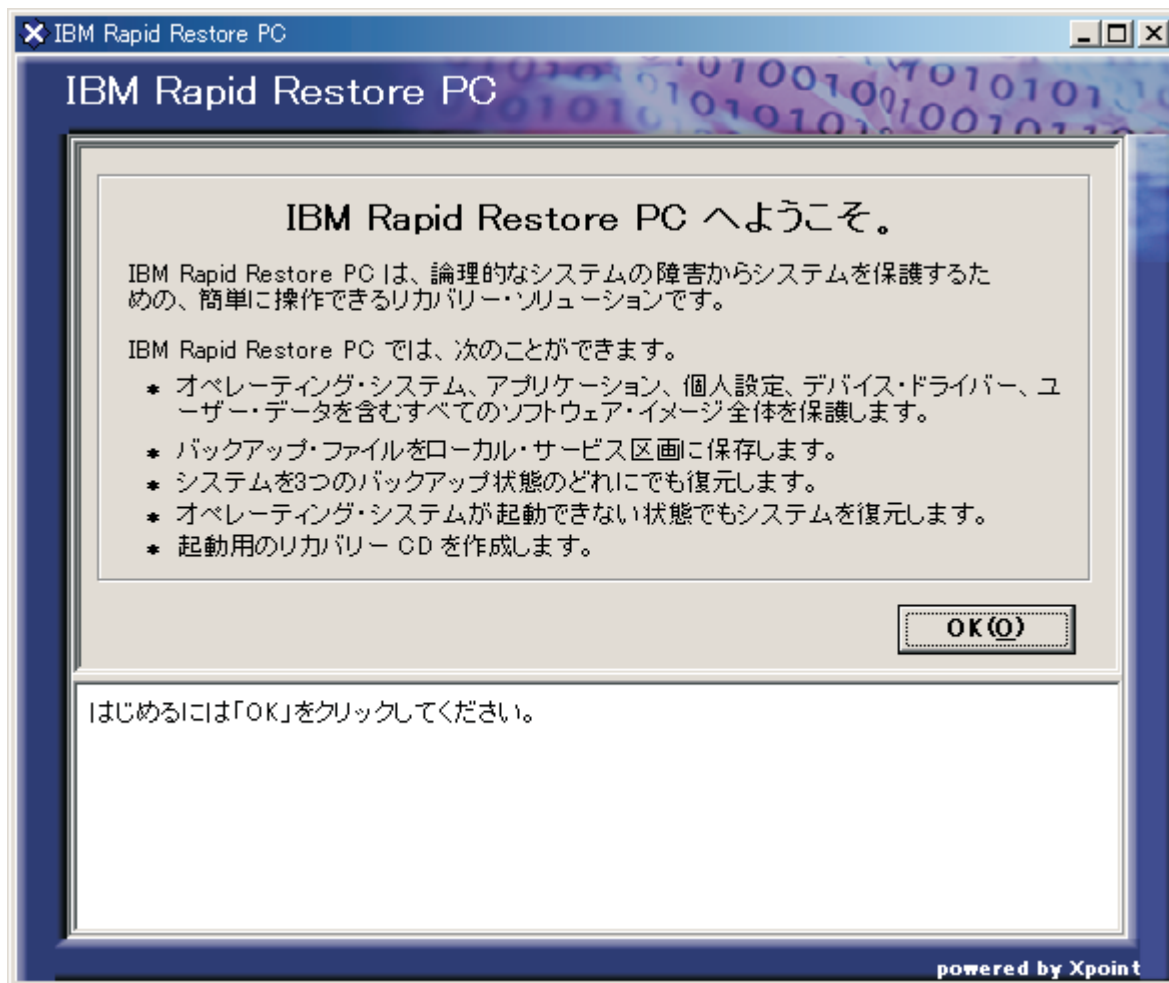 IBM Rapid Restore PC
IBM Rapid Restore PC
IBM Rapid Restore PC へようこそ。
IBM Rapid Restore PC は、論理的なシステムの障害からシステムを保護するた
めの、簡単に操作できるリカバリー・ソリューションです。
IBM Rapid Restore PC では、次のことができます。
* オペレーティング・システム、アプリケーション、個人設定、デバイス・ドライバー、ユ
ーザー・データを含むすべてのソフトウェア・イメージ全体を保護します。
* バックアップ・ファイルをローカル・サービス区画に保存します。
* システムを3つのバックアップ状態のどれにでも復元します。
* オペレーティング・システムが起動できない状態でもシステムを復元します。
* 起動用のリカバリー CD を作成します。
OK(O)
はじめるには「OK」をクリックしてください。
powered by Xpoint